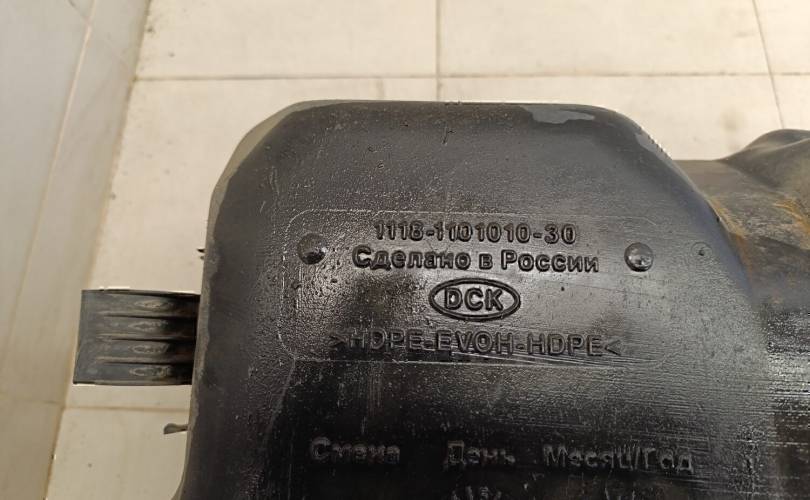 1118-1101010-30
Сделано в России
DCK
>HDPE-EVOH-HDPE<
Смена День Месяц/Год